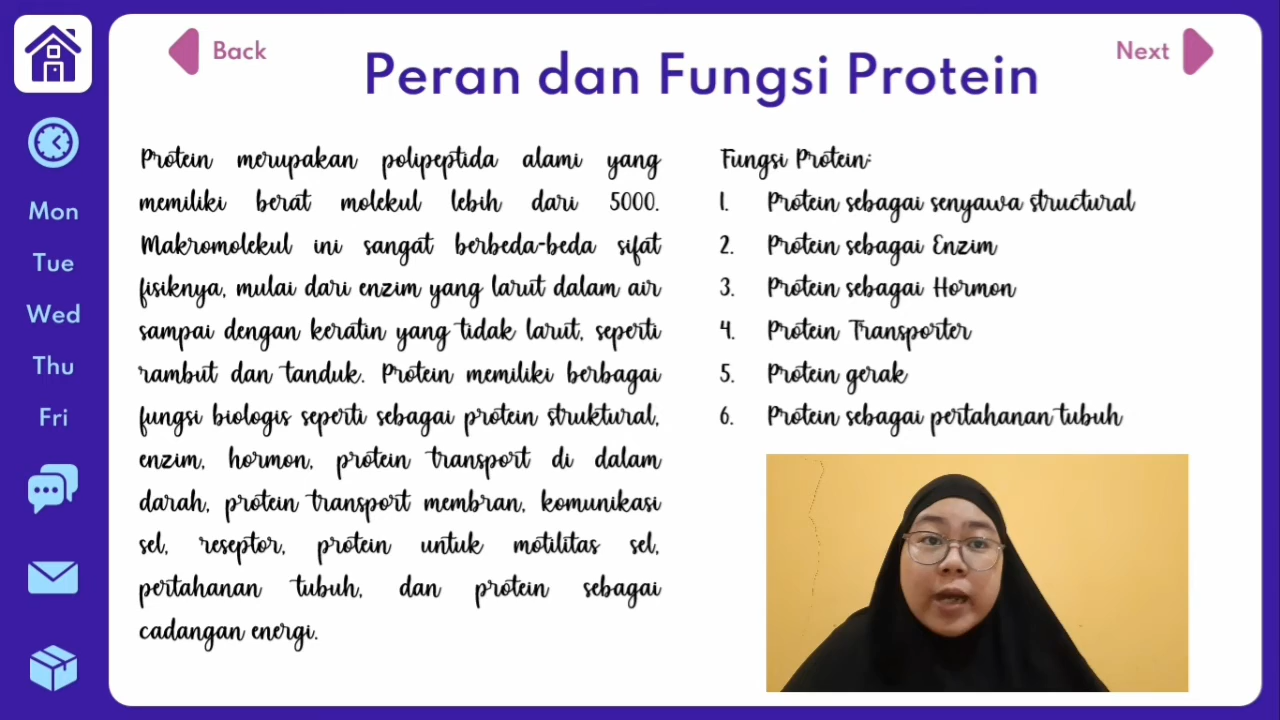 Back
Next
Peran dan Fungsi Protein
Mon
Tue
Wed
Thu
Fri
Protein merupakan polipeptida alami yang
memiliki berat molekul lebih dari 5000.
Makromolekul ini sangat berbeda-beda sifat
fisiknya, mulai dari enzim yang larut dalam air
sampai dengan keratin yang tidak larut, seperti
rambut dan tanduk. Protein memiliki berbagai
fungsi biologis seperti sebagai protein struktural,
enzim, hormon, protein transport di dalam
darah, protein transport membran, komunikasi
sel, reseptor, protein untuk motilitas sel,
pertahanan tubuh, dan protein sebagai
cadangan energi.
Fungsi Protein:
1. Protein sebagai senyawa structural
2. Protein sebagai Enzim
3. Protein sebagai Hormon
4. Protein Transporter
5. Protein gerak
6. Protein sebagai pertahanan tubuh